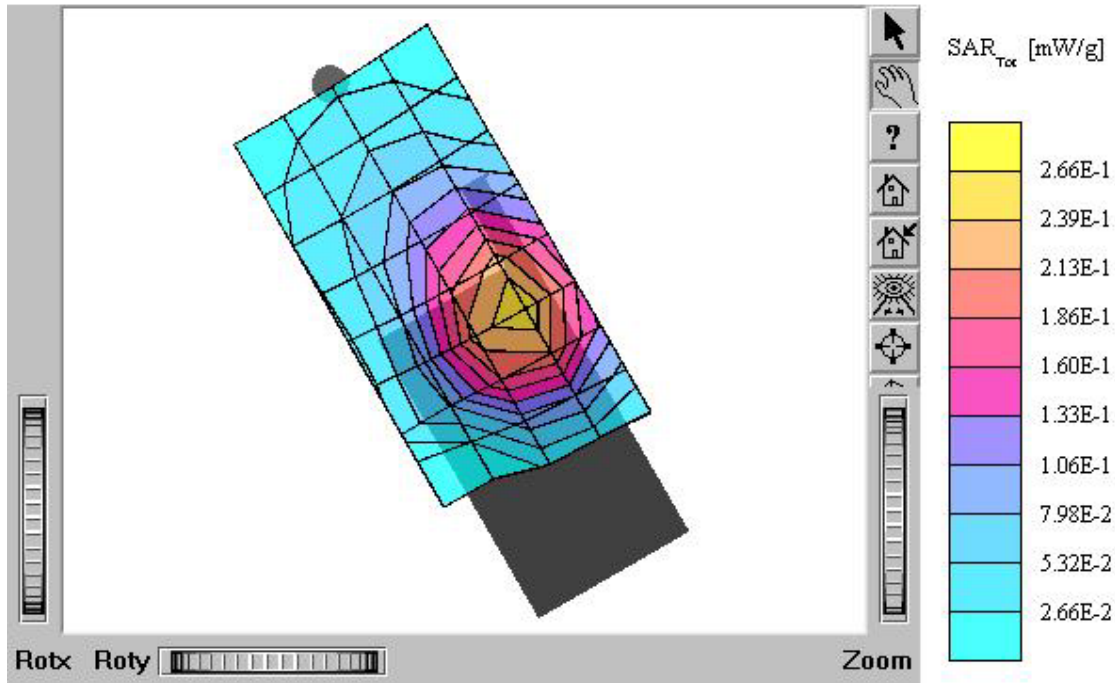 SAR_Tot [mW/g]
?
2.66E-1
2.39E-1
2.13E-1
1.86E-1
1.60E-1
1.33E-1
1.06E-1
7.98E-2
5.32E-2
2.66E-2
Rotx Roty Zoom